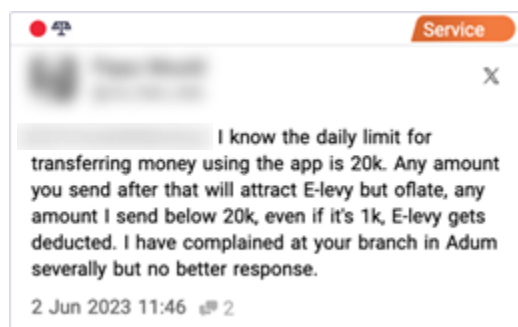 Service
I know the daily limit for
transferring money using the app is 20k. Any amount
you send after that will attract E-levy but oflate, any
amount I send below 20k, even if it's 1k, E-levy gets
deducted. I have complained at your branch in Adum
severally but no better response.
2 Jun 2023 11:46 2